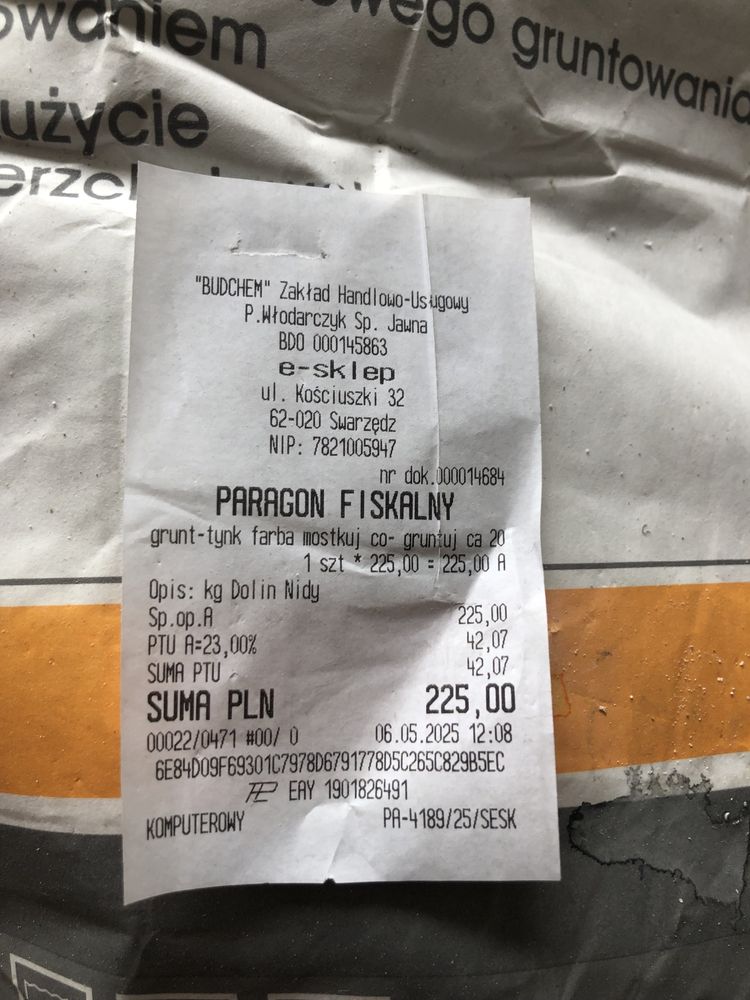 owaniem
wego gruntowania
użycie
"BUDCHEM" Zakład Handlowo-Usługowy
P.Włodarczyk Sp. Jawna
BDO 000145863
e-sklep
ul. Kościuszki 32
62-020 Swarzędz
NIP: 7821005947
nr dok.000014684
PARAGON FISKALNY
grunt-tynk farba mostkuj co- gruntuj ca 20
1 szt * 225,00 = 225,00 A
Opis: kg Dolin Nidy
Sp.op.A 225,00
PTU A=23,00% 42,07
SUMA PTU 42,07
SUMA PLN 225,00
00022/0471 #00/ 0 06.05.2025 12:08
6E84D09F69301C7978D6791778D5C265C829B5EC
EAY 1901826491
KOMPUTEROWY PA-4189/25/SESK